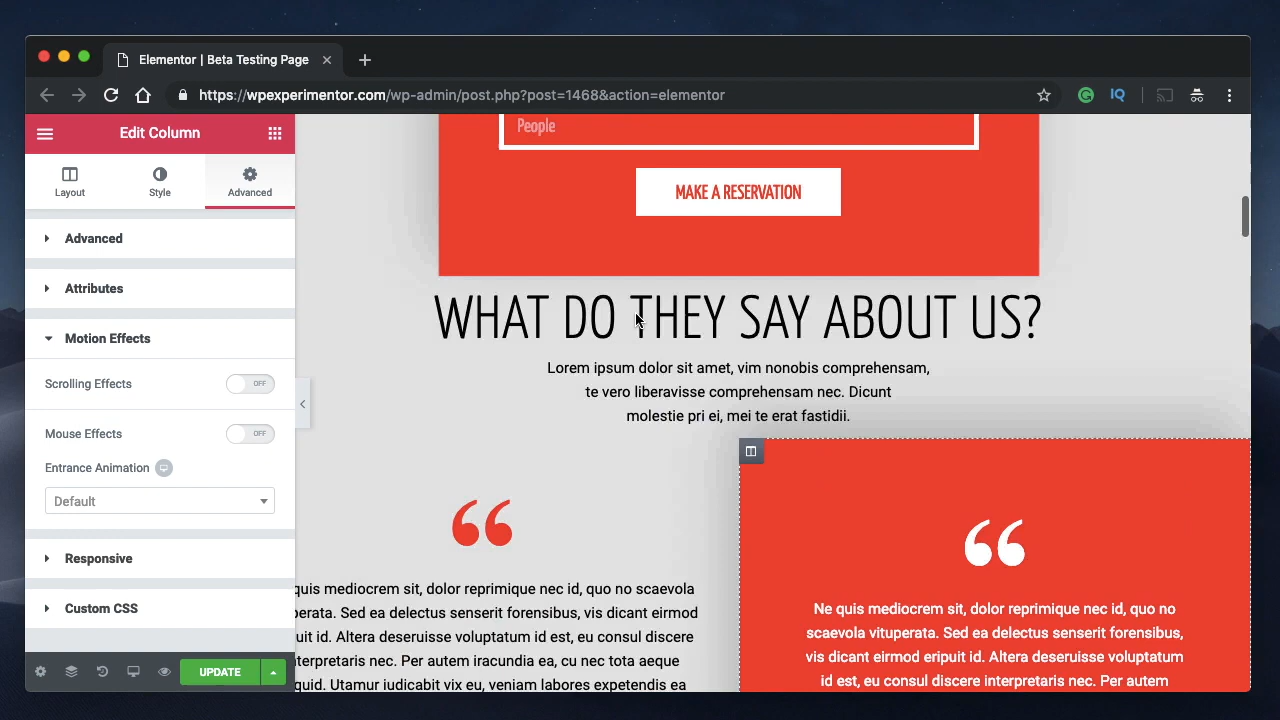 Elementor | Beta Testing Page
https://wpexperimentor.com/wp-admin/post.php?post=1468&action=elementor
IQ
Edit Column
Layout
Style
Advanced
Advanced
Attributes
Motion Effects
Scrolling Effects
OFF
Mouse Effects
OFF
Entrance Animation
Default
Responsive
Custom CSS
UPDATE
People
MAKE A RESERVATION
WHAT DO THEY SAY ABOUT US?
Lorem ipsum dolor sit amet, vim nonobis comprehensam,
te vero liberavisse comprehensam nec. Dicunt
molestie pri ei, mei te erat fastidii.
“
quis mediocrem sit, dolor reprimique nec id, quo no scaevola
perata. Sed ea delectus senserit forensibus, vis dicant eirmod
uit id. Altera deseruisse voluptatum id est, eu consul discere
nterpretaris nec. Per autem iracundia ea, cu nec tota aeque
quid. Utamur iudicabit vix eu, veniam labores expetendis ea
“
Ne quis mediocrem sit, dolor reprimique nec id, quo no
scaevola vituperata. Sed ea delectus senserit forensibus,
vis dicant eirmod eripuit id. Altera deseruisse voluptatum
id est, eu consul discere interpretaris nec. Per autem